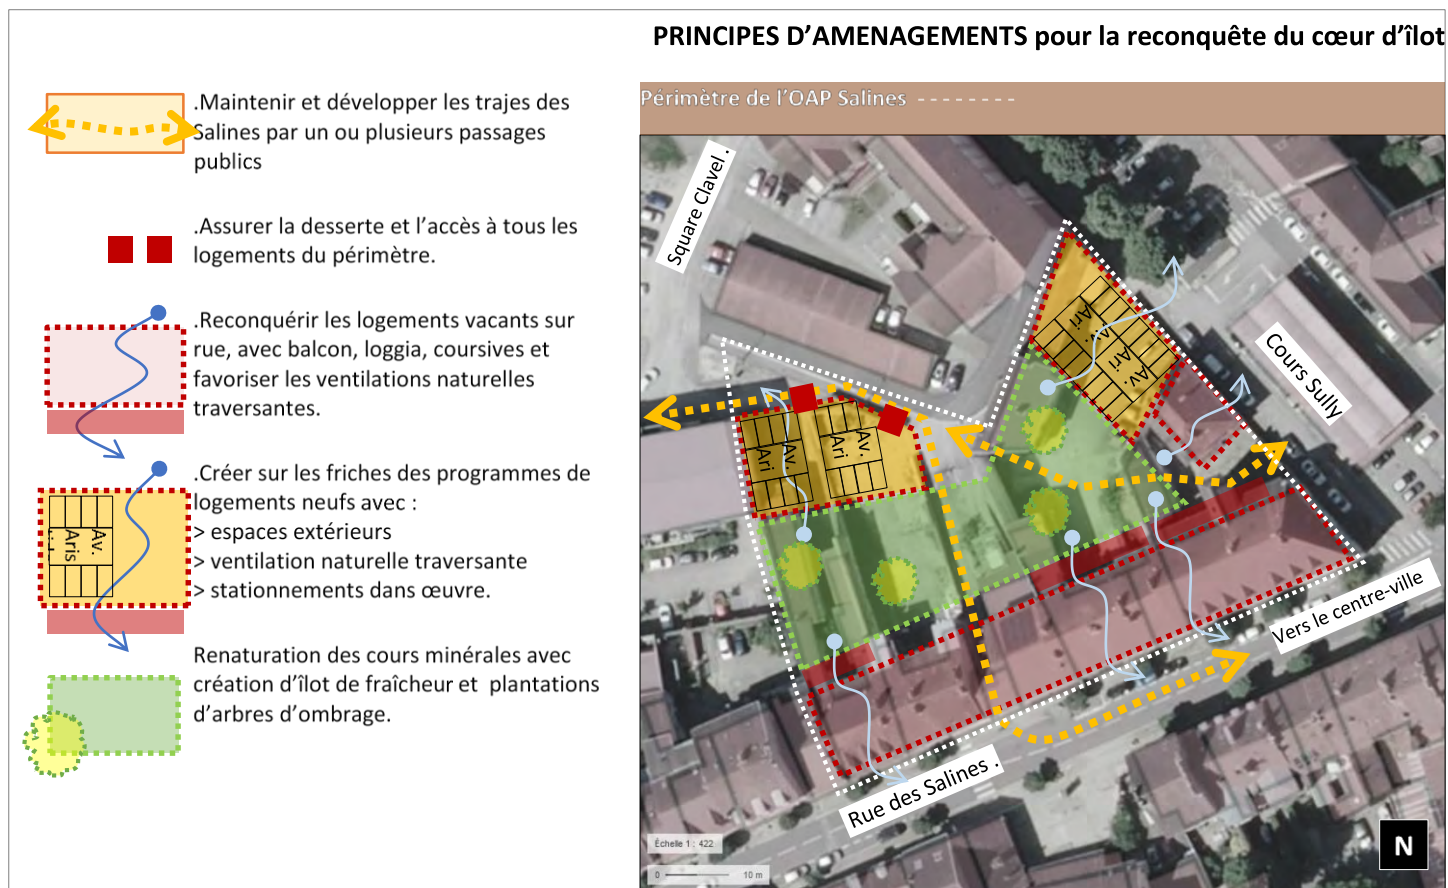 PRINCIPES D’AMENAGEMENTS pour la reconquête du cœur d’îlot
.Maintenir et développer les trajes des
Salines par un ou plusieurs passages
publics
.Assurer la desserte et l’accès à tous les
logements du périmètre.
.Reconquérir les logements vacants sur
rue, avec balcon, loggia, coursives et
favoriser les ventilations naturelles
traversantes.
.Créer sur les friches des programmes de
logements neufs avec :
> espaces extérieurs
> ventilation naturelle traversante
> stationnements dans œuvre.
Av.
Aris
Renaturation des cours minérales avec
création d’îlot de fraîcheur et plantations
d’arbres d’ombrage.
Périmètre de l’OAP Salines - - - - - - - -
Square Clavel .
Cours Sully
Av.
Ari
Av.
Ari
Av.
Ari
Av.
Ari
Vers le centre-ville
Rue des Salines .
Échelle 1 : 422
0 10 m
N